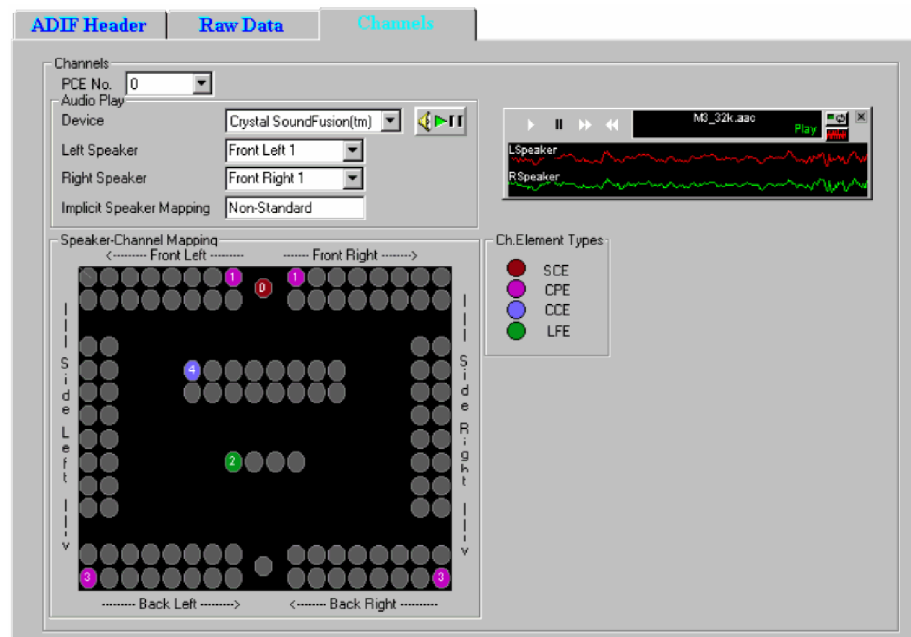 ADIF Header
Raw Data
Channels
Channels
PCE No. 0
Audio Play
Device Crystal SoundFusion(tm)
Left Speaker Front Left 1
Right Speaker Front Right 1
Implicit Speaker Mapping Non-Standard
M3_32k.aac
Play
LSpeaker
RSpeaker
Speaker-Channel Mapping
<--------- Front Left ---------
------- Front Right -------->
1
0
1
4
2
3
3
Side Left
Side Right
--------- Back Left --------->
<--------- Back Right ----------
Ch.Element Types
SCE
CPE
CCE
LFE